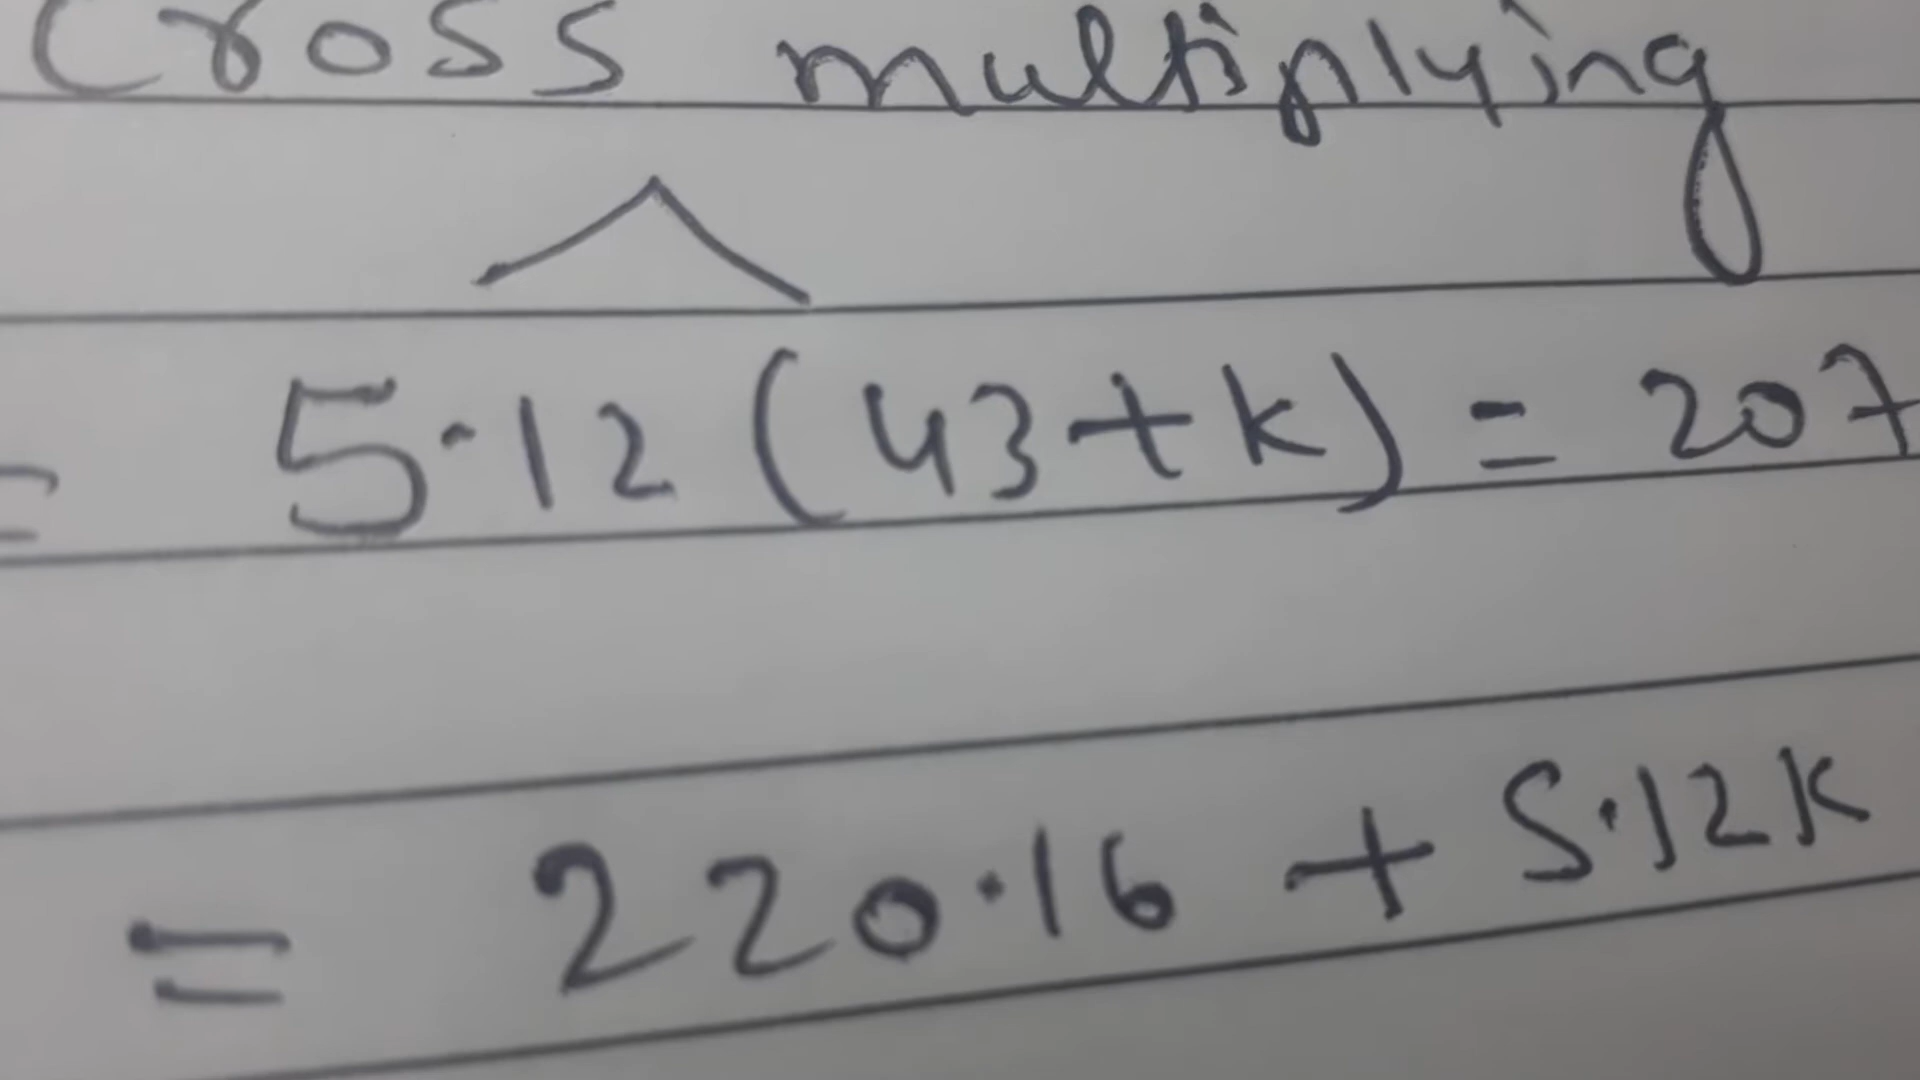 Cross multiplying
= 5.12 (43+k) = 207
= 220.16 + 5.12k